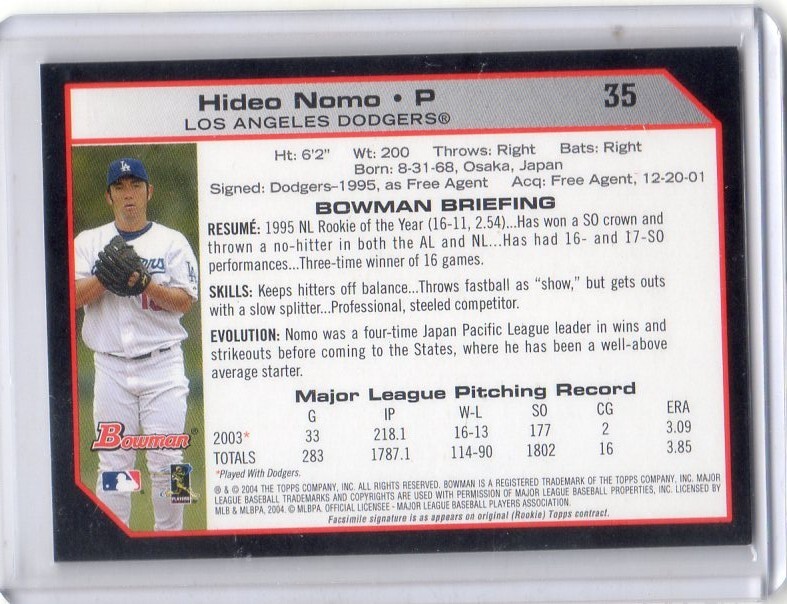 Hideo Nomo • P
35
LOS ANGELES DODGERS®
Ht: 6'2" Wt: 200 Throws: Right Bats: Right
Born: 8-31-68, Osaka, Japan
Signed: Dodgers–1995, as Free Agent Acq: Free Agent, 12-20-01
BOWMAN BRIEFING
RESUMÉ: 1995 NL Rookie of the Year (16-11, 2.54)...Has won a SO crown and
thrown a no-hitter in both the AL and NL...Has had 16- and 17-SO
performances...Three-time winner of 16 games.
SKILLS: Keeps hitters off balance...Throws fastball as “show,” but gets outs
with a slow splitter...Professional, steeled competitor.
EVOLUTION: Nomo was a four-time Japan Pacific League leader in wins and
strikeouts before coming to the States, where he has been a well-above
average starter.
Major League Pitching Record
G IP W-L SO CG ERA
2003* 33 218.1 16-13 177 2 3.09
TOTALS 283 1787.1 114-90 1802 16 3.85
*Played With Dodgers.
® & © 2004 THE TOPPS COMPANY, INC. ALL RIGHTS RESERVED. BOWMAN IS A REGISTERED TRADEMARK OF THE TOPPS COMPANY, INC. MAJOR
LEAGUE BASEBALL TRADEMARKS AND COPYRIGHTS ARE USED WITH PERMISSION OF MAJOR LEAGUE BASEBALL PROPERTIES, INC. LICENSED BY
MLB & MLBPA, 2004. © MLBPA. OFFICIAL LICENSEE - MAJOR LEAGUE BASEBALL PLAYERS ASSOCIATION.
Facsimile signature is as appears on original (Rookie) Topps contract.
LA
Bowman®